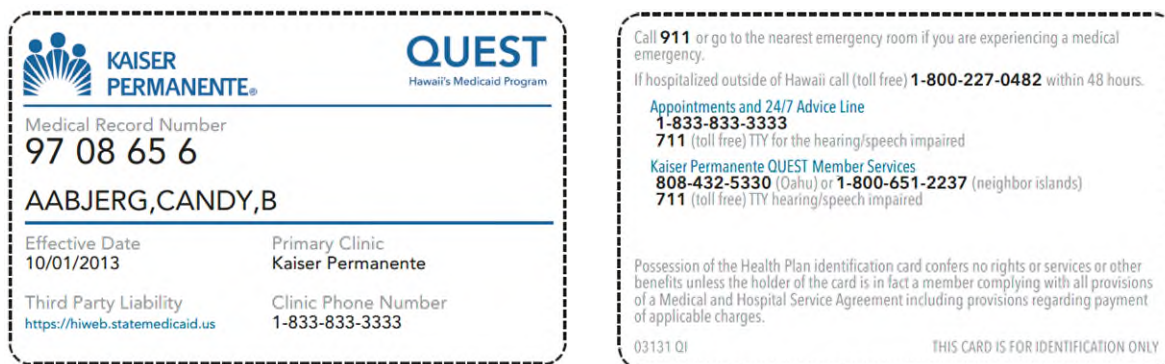 KAISER
PERMANENTE®
QUEST
Hawaii's Medicaid Program
Medical Record Number
97 08 65 6
AABJERG,CANDY,B
Effective Date
10/01/2013
Primary Clinic
Kaiser Permanente
Third Party Liability
https://hiweb.statemedicaid.us
Clinic Phone Number
1-833-833-3333
Call 911 or go to the nearest emergency room if you are experiencing a medical
emergency.
If hospitalized outside of Hawaii call (toll free) 1-800-227-0482 within 48 hours.
Appointments and 24/7 Advice Line
1-833-833-3333
711 (toll free) TTY for the hearing/speech impaired
Kaiser Permanente QUEST Member Services
808-432-5330 (Oahu) or 1-800-651-2237 (neighbor islands)
711 (toll free) TTY hearing/speech impaired
Possession of the Health Plan identification card confers no rights or services or other
benefits unless the holder of the card is in fact a member complying with all provisions
of a Medical and Hospital Service Agreement including provisions regarding payment
of applicable charges.
03131 QI
THIS CARD IS FOR IDENTIFICATION ONLY